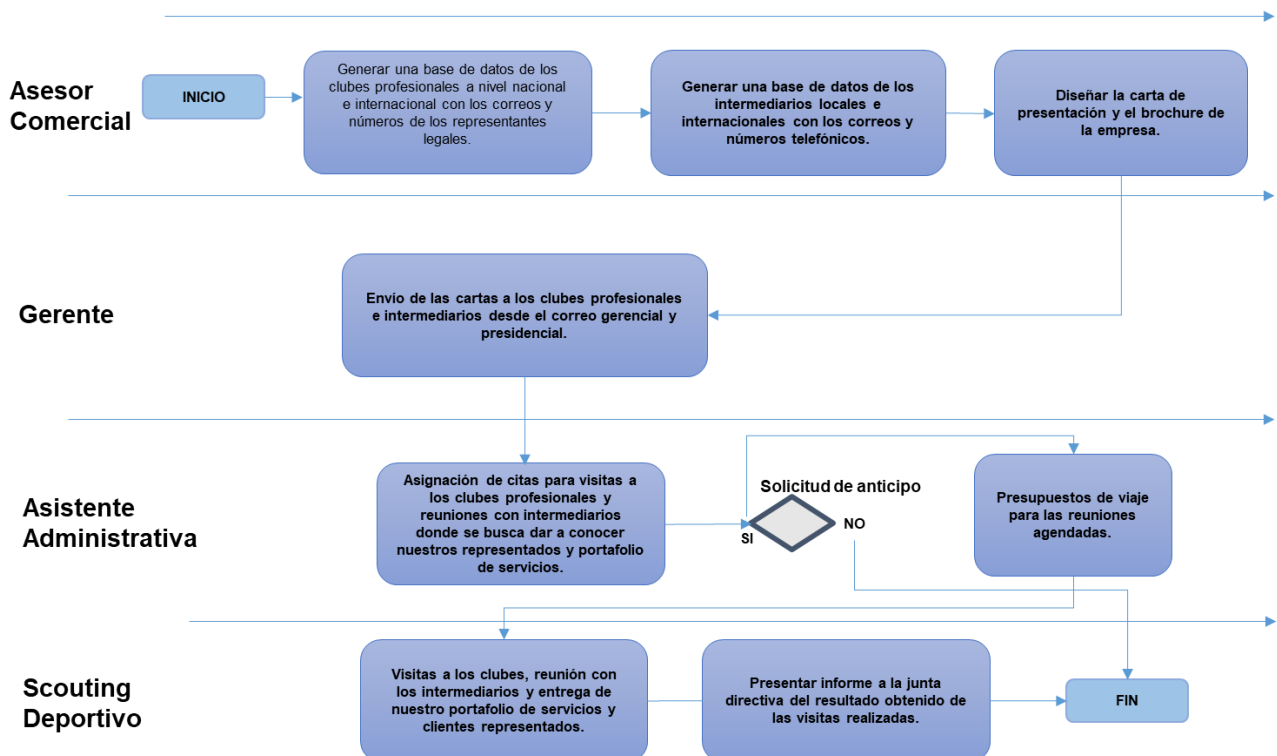 Asesor
Comercial
INICIO
Generar una base de datos de los
clubes profesionales a nivel nacional
e internacional con los correos y
números de los representantes
legales.
Generar una base de datos de los
intermediarios locales e
internacionales con los correos y
números telefónicos.
Diseñar la carta de
presentación y el brochure de
la empresa.
Gerente
Envío de las cartas a los clubes profesionales
e intermediarios desde el correo gerencial y
presidencial.
Asistente
Administrativa
Asignación de citas para visitas a
los clubes profesionales y
reuniones con intermediarios
donde se busca dar a conocer
nuestros representados y portafolio
de servicios.
Solicitud de anticipo
SI
NO
Presupuestos de viaje
para las reuniones
agendadas.
Scouting
Deportivo
Visitas a los clubes, reunión con
los intermediarios y entrega de
nuestro portafolio de servicios y
clientes representados.
Presentar informe a la junta
directiva del resultado obtenido de
las visitas realizadas.
FIN